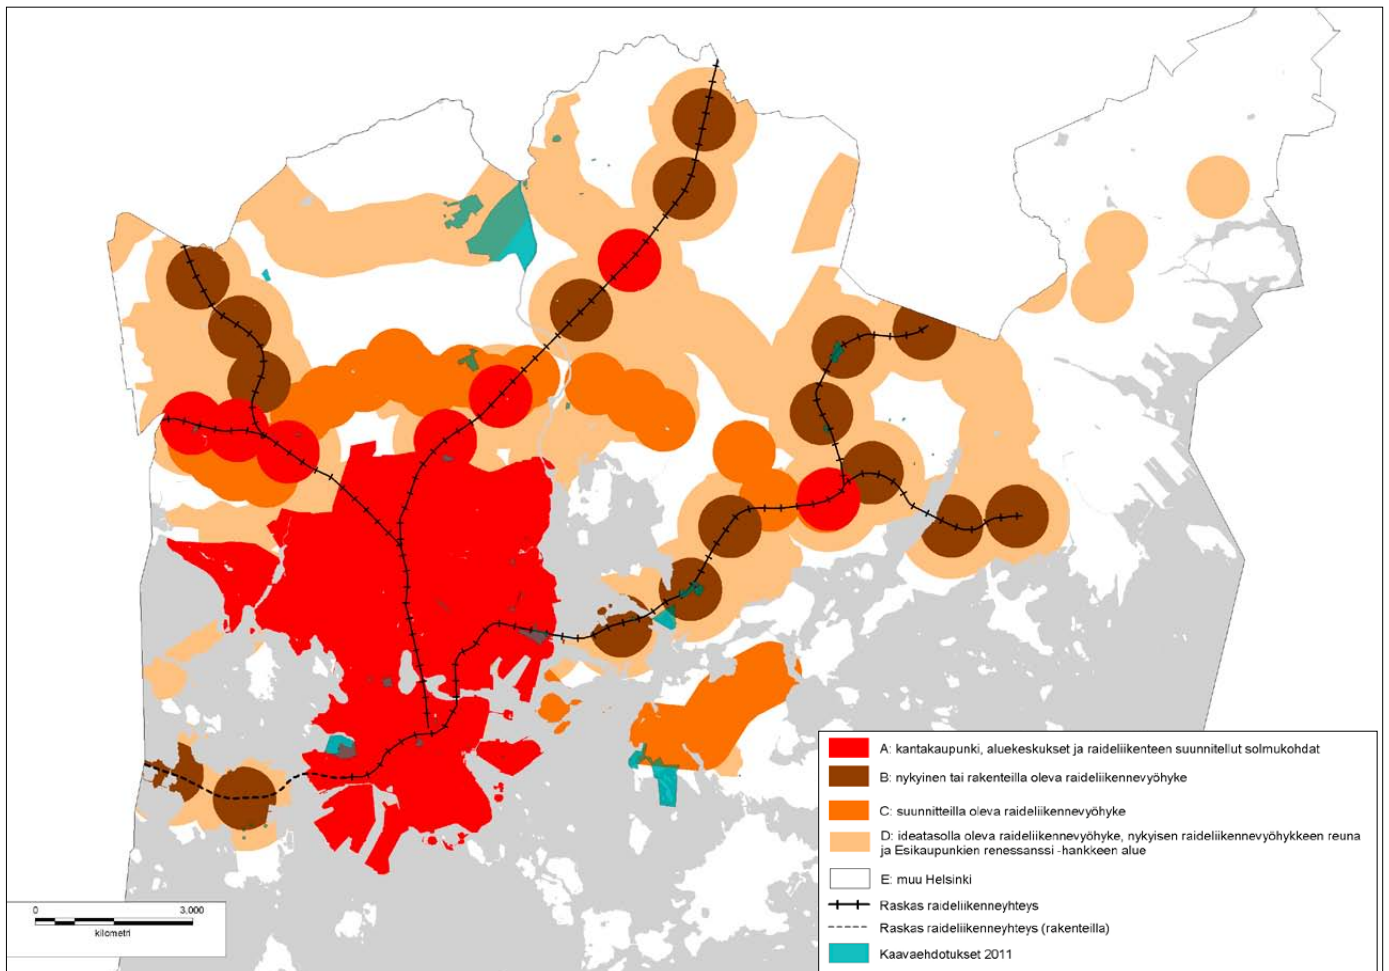 A: kantakaupunki, aluekeskukset ja raideliikenteen suunnitellut solmukohdat
B: nykyinen tai rakenteilla oleva raideliikennevyöhyke
C: suunnitteilla oleva raideliikennevyöhyke
D: ideatasolla oleva raideliikennevyöhyke, nykyisen raideliikennevyöhykkeen reuna
ja Esikaupunkien renessanssi -hankkeen alue
E: muu Helsinki
Raskas raideliikenneyhteys
Raskas raideliikenneyhteys (rakenteilla)
Kaavaehdotukset 2011
0 3,000
kilometri